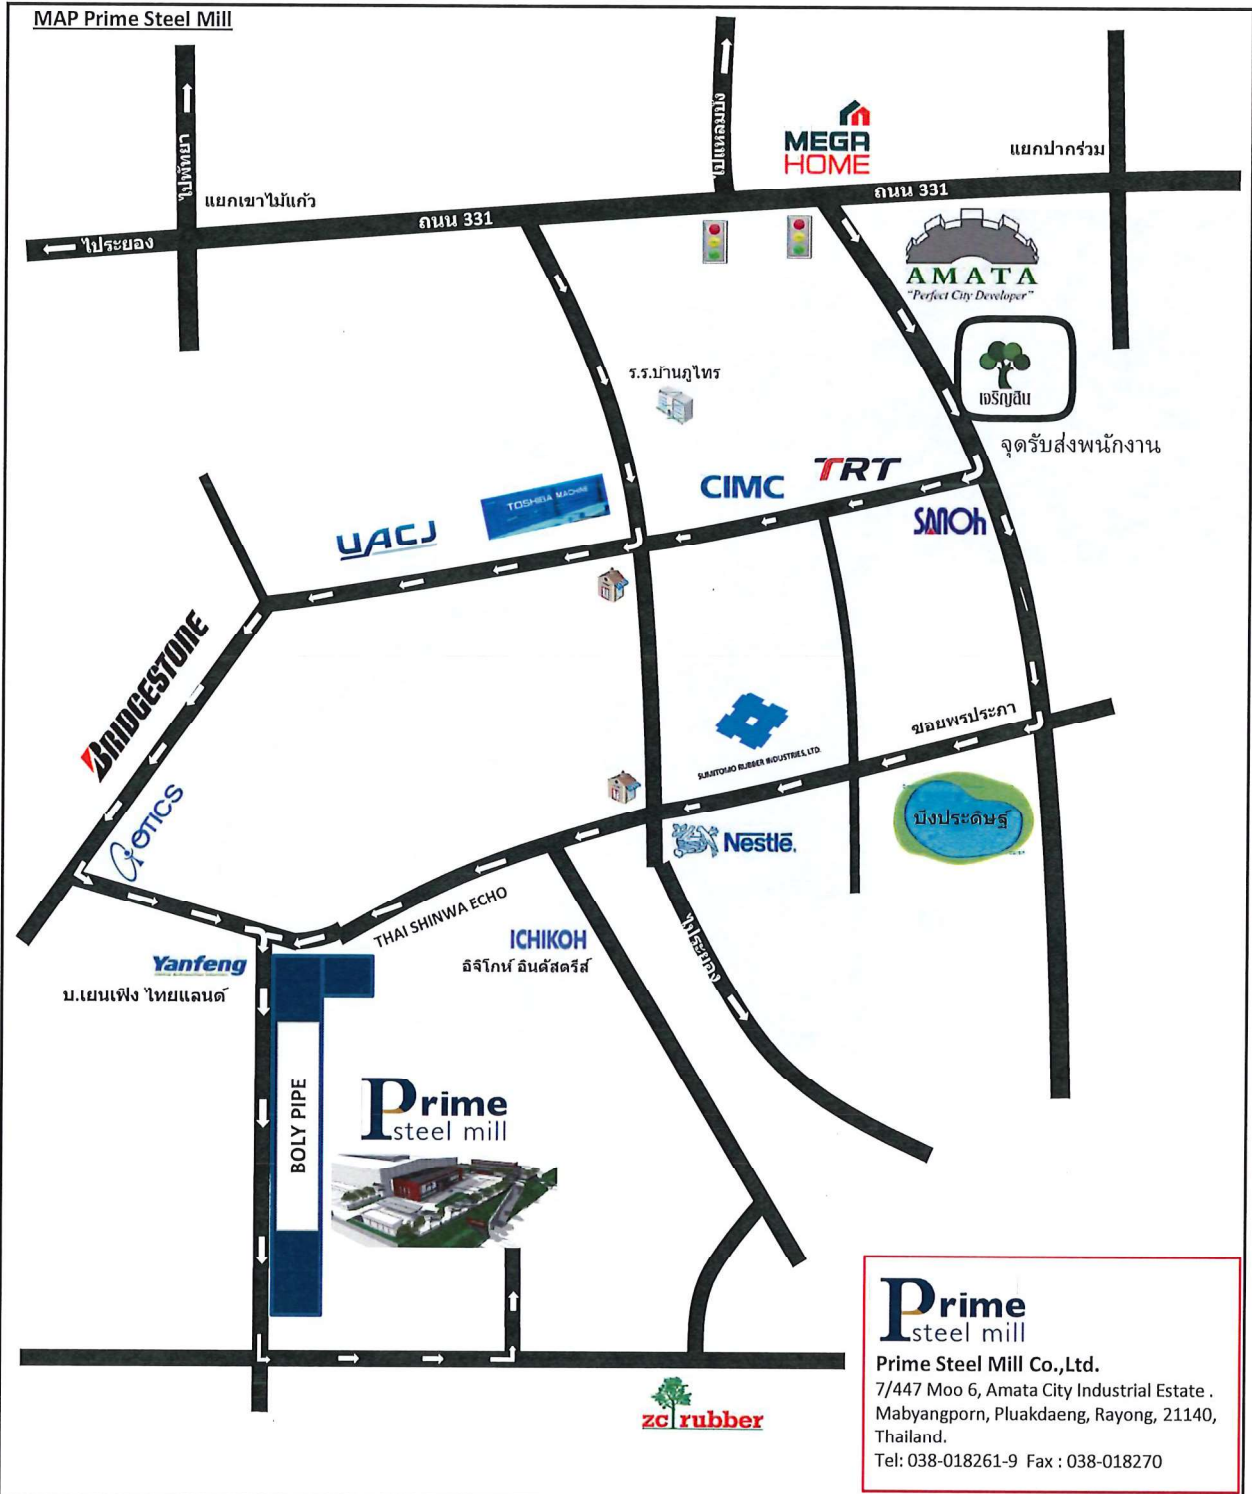 MAP Prime Steel Mill
ไปพัทยา
ไปแหลมฉบัง
MEGA
HOME
แยกปากร่วม
แยกเขาไม้แก้ว
ถนน 331
ถนน 331
ไประยอง
AMATA
"Perfect City Developer"
ร.ร.บ้านภูไทร
เจริญสิน
จุดรับส่งพนักงาน
TRT
CIMC
TOSHIBA MACHINE
SANOh
UACJ
BRIDGESTONE
ซอยพรประภา
SUMITOMO RUBBER INDUSTRIES, LTD.
OTICS
บึงประดิษฐ์
Nestlé.
THAI SHINWA ECHO
ICHIKOH
อิจิโกห์ อินดัสตรีส์
ไประยอง
Yanfeng
บ.เยนเฟิง ไทยแลนด์
BOLY PIPE
Prime
steel mill
zc rubber
Prime
steel mill
Prime Steel Mill Co.,Ltd.
7/447 Moo 6, Amata City Industrial Estate .
Mabyangporn, Pluakdaeng, Rayong, 21140,
Thailand.
Tel: 038-018261-9 Fax : 038-018270